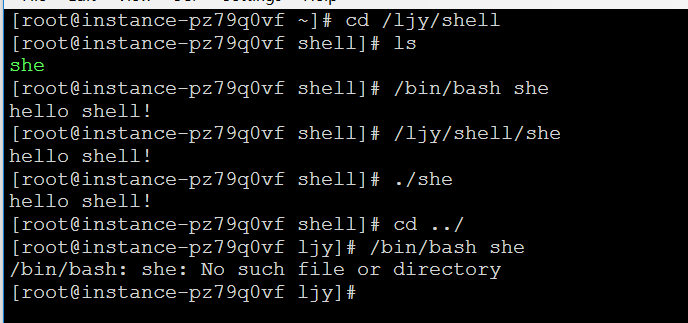 [root@instance-pz79q0vf ~]# cd /ljy/shell
[root@instance-pz79q0vf shell]# ls
she
[root@instance-pz79q0vf shell]# /bin/bash she
hello shell!
[root@instance-pz79q0vf shell]# /ljy/shell/she
hello shell!
[root@instance-pz79q0vf shell]# ./she
hello shell!
[root@instance-pz79q0vf shell]# cd ../
[root@instance-pz79q0vf ljy]# /bin/bash she
/bin/bash: she: No such file or directory
[root@instance-pz79q0vf ljy]#